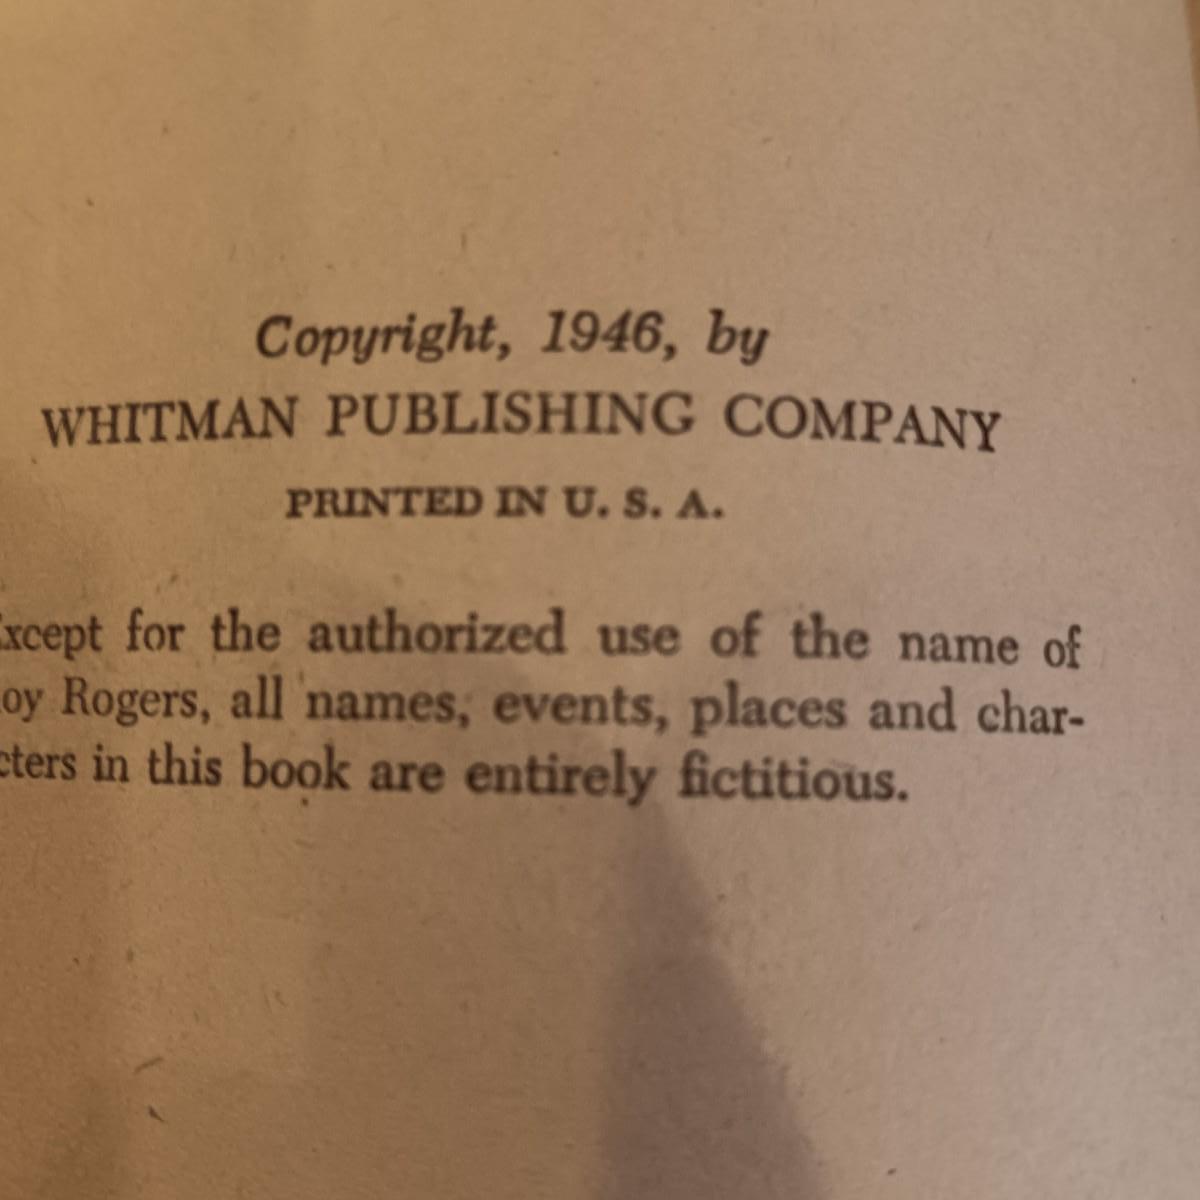 Copyright, 1946, by
WHITMAN PUBLISHING COMPANY
PRINTED IN U. S. A.
xcept for the authorized use of the name of
oy Rogers, all names, events, places and char-
cters in this book are entirely fictitious.